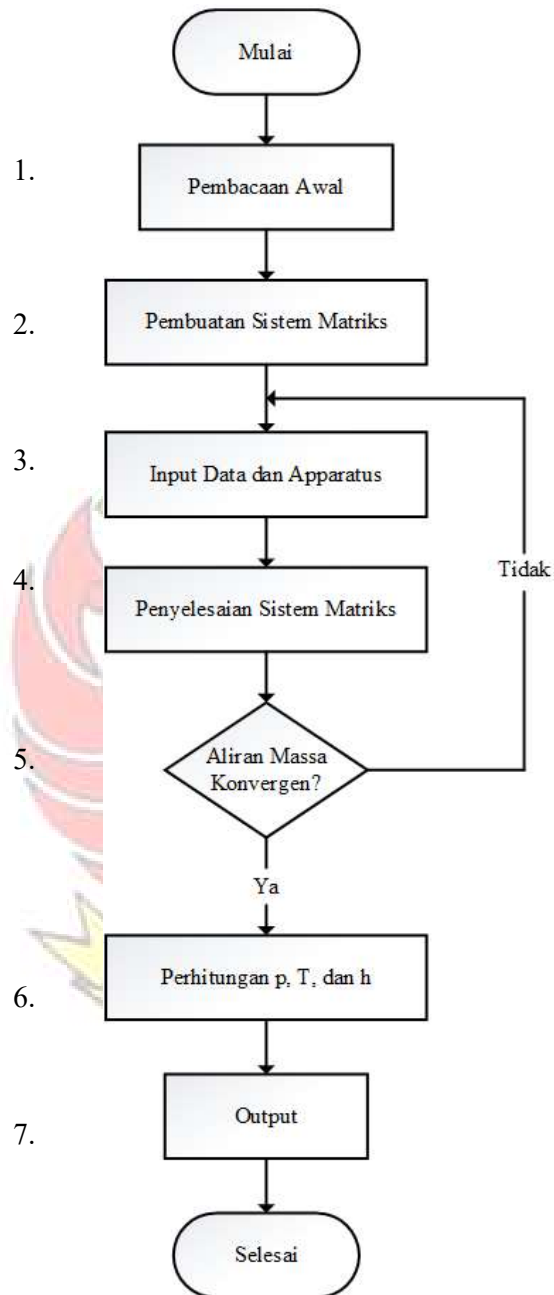 Mulai
1.
Pembacaan Awal
2.
Pembuatan Sistem Matriks
3.
Input Data dan Apparatus
4.
Penyelesaian Sistem Matriks
Tidak
5.
Aliran Massa
Konvergen?
Ya
6.
Perhitungan p, T, dan h
7.
Output
Selesai